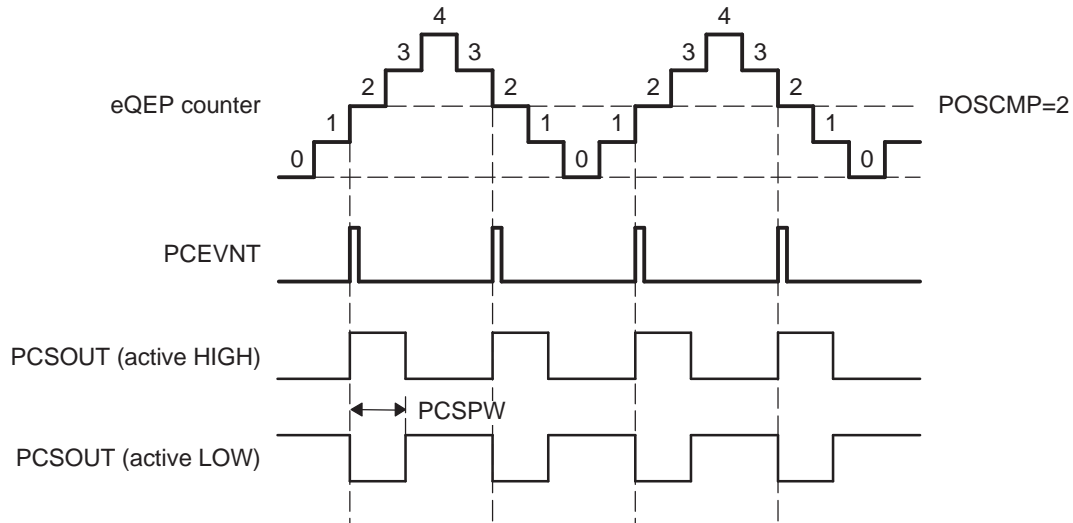 4 4
3 3 3 3
eQEP counter 2 2 2 2 POSCMP=2
1 1 1 1
0 0 0
PCEVNT
PCSOUT (active HIGH)
PCSPW
PCSOUT (active LOW)